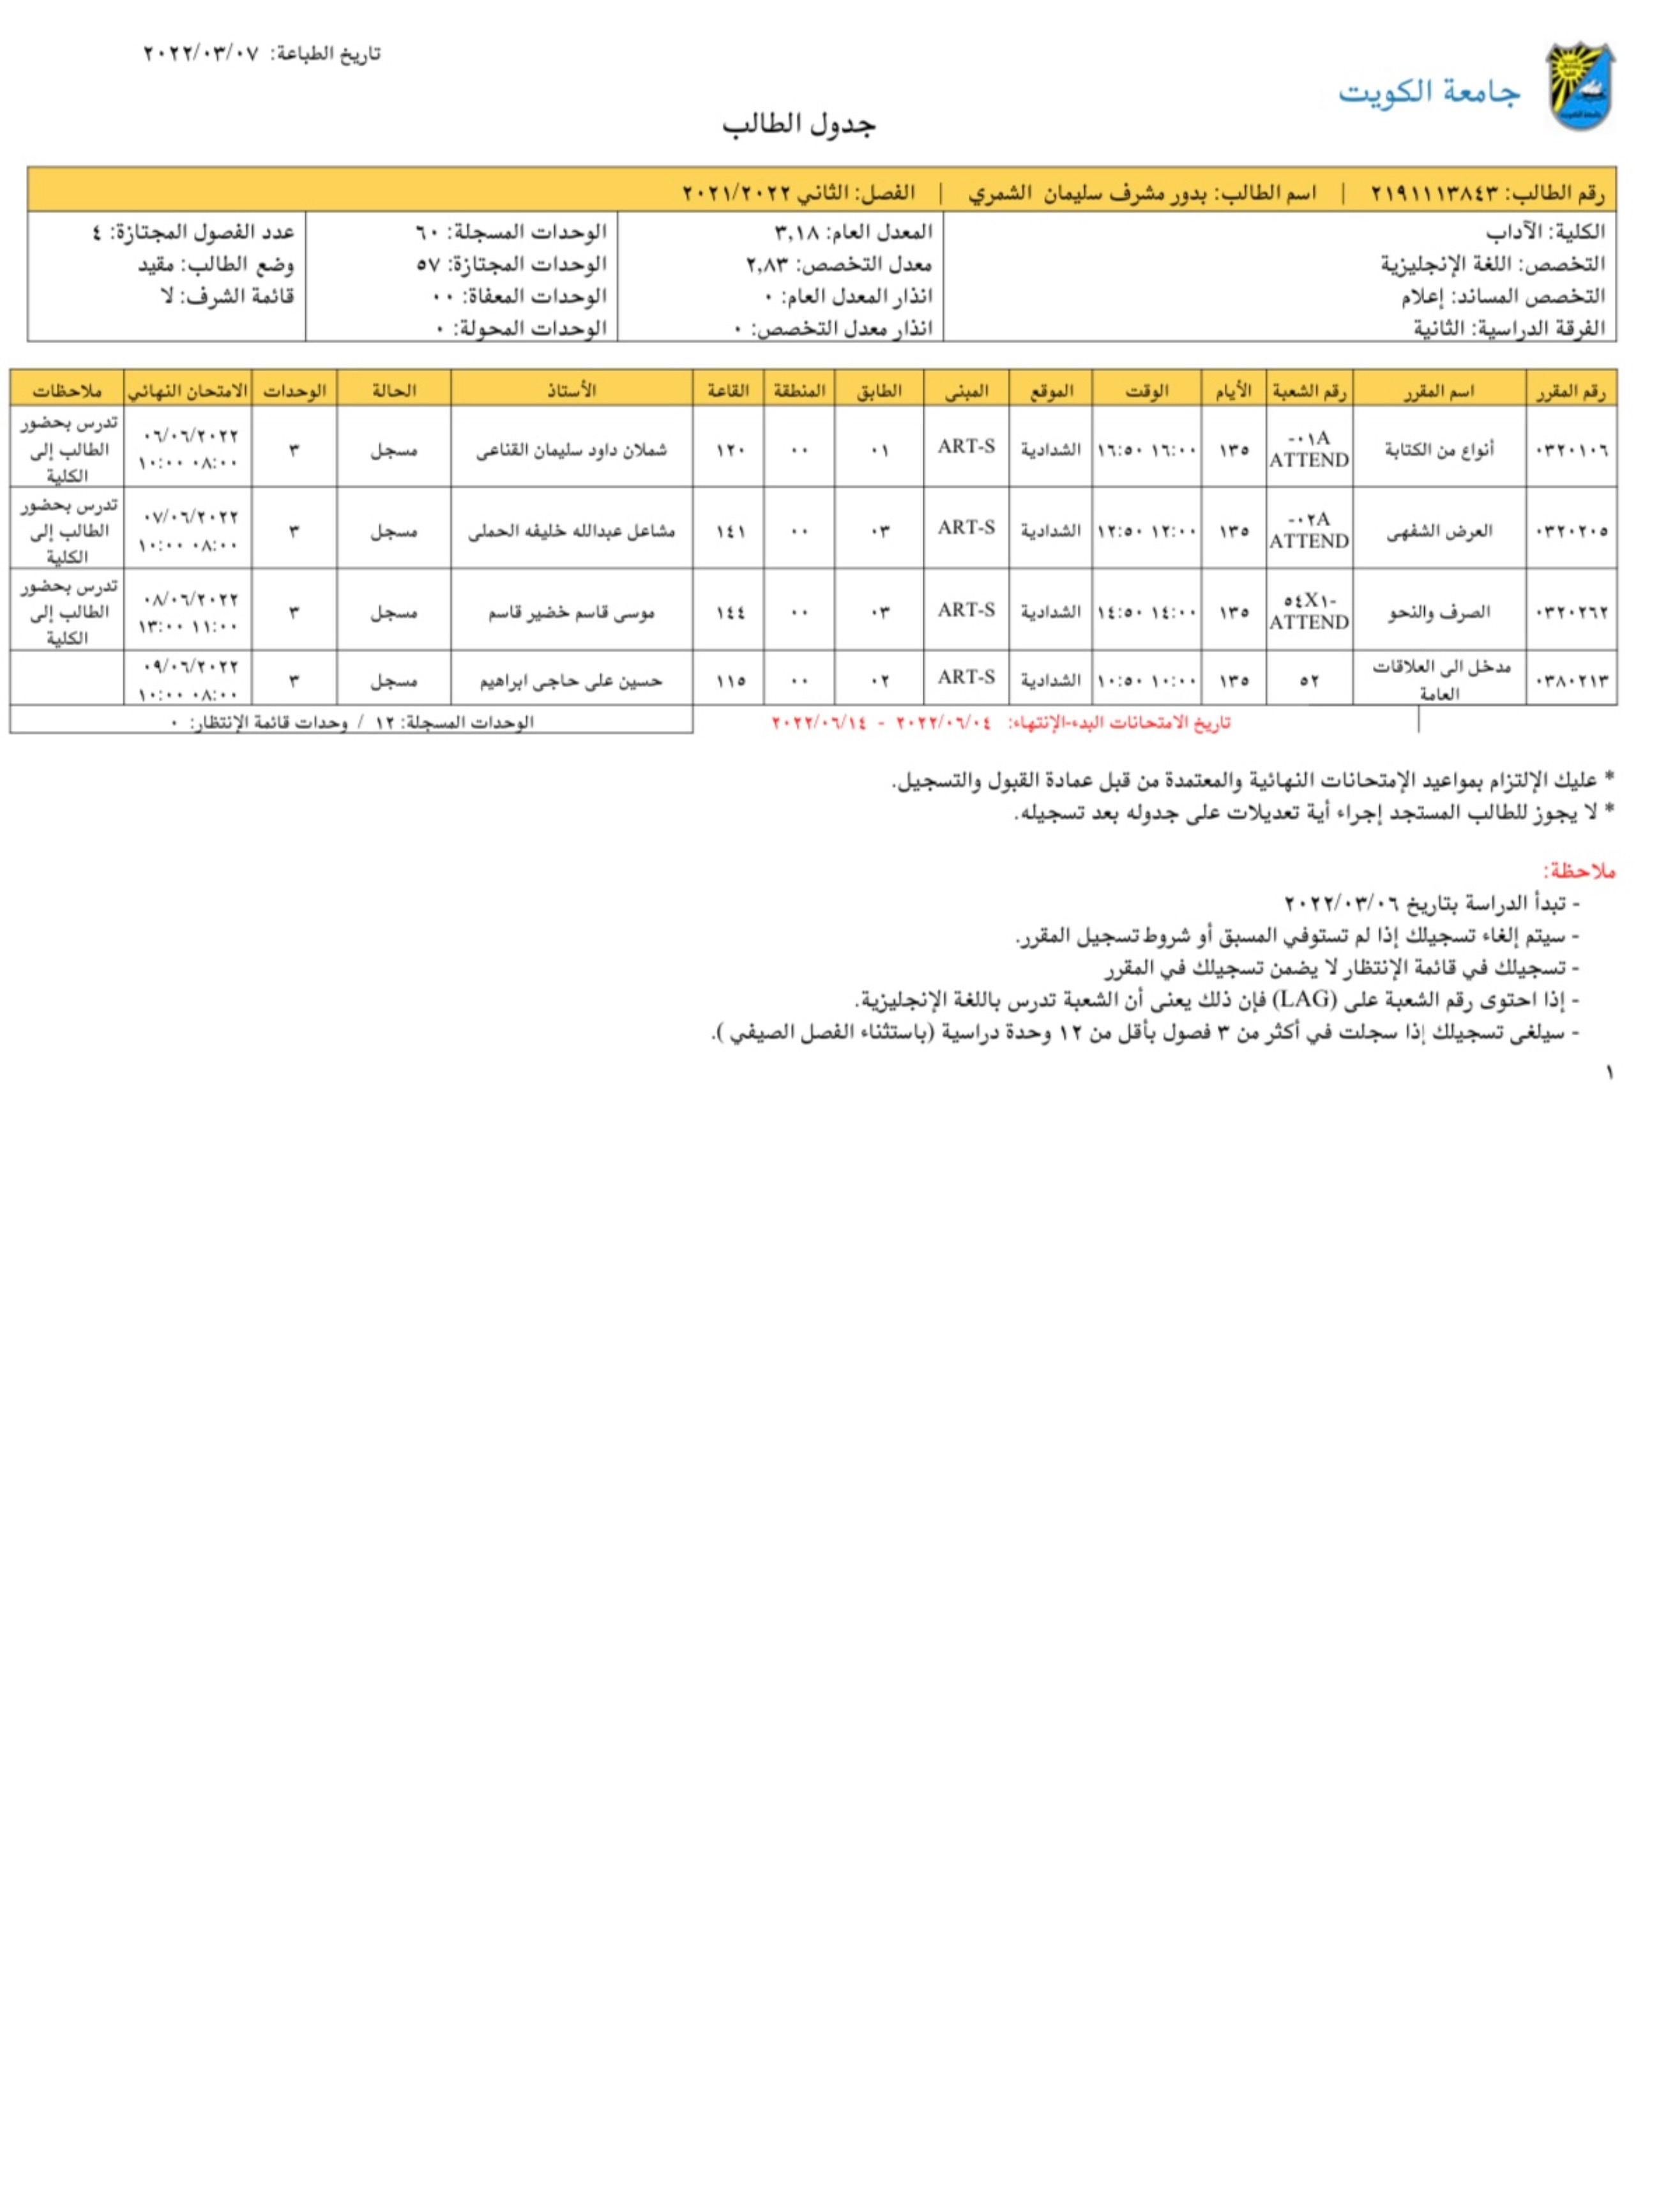 تاريخ الطباعة: ٢٠٢٢/٠٣/٠٧
جامعة الكويت
جدول الطالب
رقم الطالب: ٢١٩١١١٣٨٤٣ | اسم الطالب: بدور مشرف سليمان الشمري | الفصل: الثاني ٢٠٢١/٢٠٢٢
الكلية: الآداب المعدل العام: ٣,١٨ الوحدات المسجلة: ٦٠ عدد الفصول المجتازة: ٤
التخصص: اللغة الإنجليزية معدل التخصص: ٢,٨٣ الوحدات المجتازة: ٥٧ وضع الطالب: مقيد
التخصص المساند: إعلام انذار المعدل العام: ٠ الوحدات المعفاة: ٠٠ قائمة الشرف: لا
الفرقة الدراسية: الثانية انذار معدل التخصص: ٠ الوحدات المحولة: ٠
رقم المقرر اسم المقرر رقم الشعبة الأيام الوقت الموقع المبنى الطابق المنطقة القاعة الأستاذ الحالة الوحدات الامتحان النهائي ملاحظات
٠٣٢٠١٠٦ أنواع من الكتابة ٠١A-ATTEND ١٣٥ ١٦:٠٠ ١٦:٥٠ الشدادية ART-S ٠١ ٠٠ ١٢٠ شملان داود سليمان القناعى مسجل ٣ ٠٦/٠٦/٢٠٢٢ ٠٨:٠٠ ١٠:٠٠ تدرس بحضور الطالب إلى الكلية
٠٣٢٠٢٠٥ العرض الشفهى ٠٢A-ATTEND ١٣٥ ١٢:٠٠ ١٢:٥٠ الشدادية ART-S ٠٣ ٠٠ ١٤١ مشاعل عبدالله خليفه الحملى مسجل ٣ ٠٧/٠٦/٢٠٢٢ ٠٨:٠٠ ١٠:٠٠ تدرس بحضور الطالب إلى الكلية
٠٣٢٠٢٦٢ الصرف والنحو ٥٤X١-ATTEND ١٣٥ ١٤:٠٠ ١٤:٥٠ الشدادية ART-S ٠٣ ٠٠ ١٤٤ موسى قاسم خضير قاسم مسجل ٣ ٠٨/٠٦/٢٠٢٢ ١١:٠٠ ١٣:٠٠ تدرس بحضور الطالب إلى الكلية
٠٣٨٠٢١٣ مدخل الى العلاقات العامة ٥٢ ١٣٥ ١٠:٠٠ ١٠:٥٠ الشدادية ART-S ٠٢ ٠٠ ١١٥ حسين على حاجى ابراهيم مسجل ٣ ٠٩/٠٦/٢٠٢٢ ٠٨:٠٠ ١٠:٠٠
تاريخ الامتحانات البدء-الإنتهاء: ٢٠٢٢/٠٦/٠٤ - ٢٠٢٢/٠٦/١٤ الوحدات المسجلة: ١٢ / وحدات قائمة الإنتظار: ٠
* عليك الإلتزام بمواعيد الإمتحانات النهائية والمعتمدة من قبل عمادة القبول والتسجيل.
* لا يجوز للطالب المستجد إجراء أية تعديلات على جدوله بعد تسجيله.
ملاحظة:
- تبدأ الدراسة بتاريخ ٢٠٢٢/٠٣/٠٦
- سيتم إلغاء تسجيلك إذا لم تستوفي المسبق أو شروط تسجيل المقرر.
- تسجيلك في قائمة الإنتظار لا يضمن تسجيلك في المقرر
- إذا احتوى رقم الشعبة على (LAG) فإن ذلك يعنى أن الشعبة تدرس باللغة الإنجليزية.
- سيلغى تسجيلك إذا سجلت في أكثر من ٣ فصول بأقل من ١٢ وحدة دراسية (باستثناء الفصل الصيفي ).
١